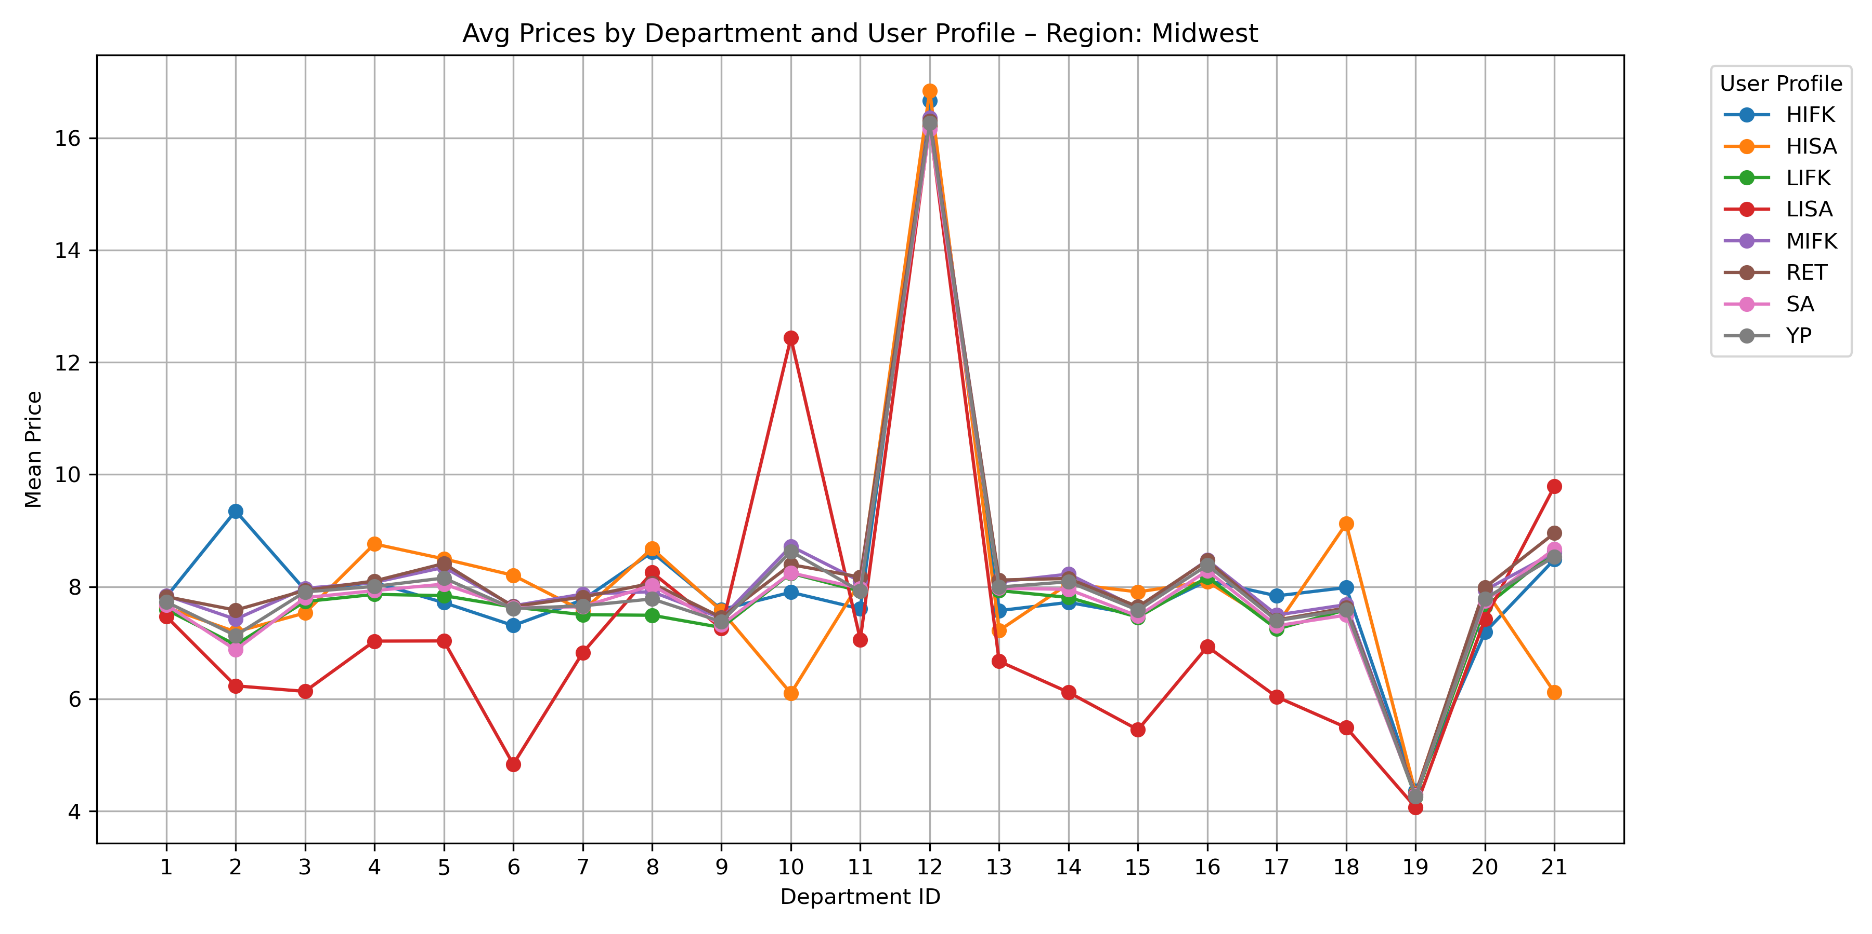 Avg Prices by Department and User Profile – Region: Midwest
User Profile
HIFK
HISA
LIFK
LISA
MIFK
RET
SA
YP
Mean Price
16
14
12
10
8
6
4
1 2 3 4 5 6 7 8 9 10 11 12 13 14 15 16 17 18 19 20 21
Department ID